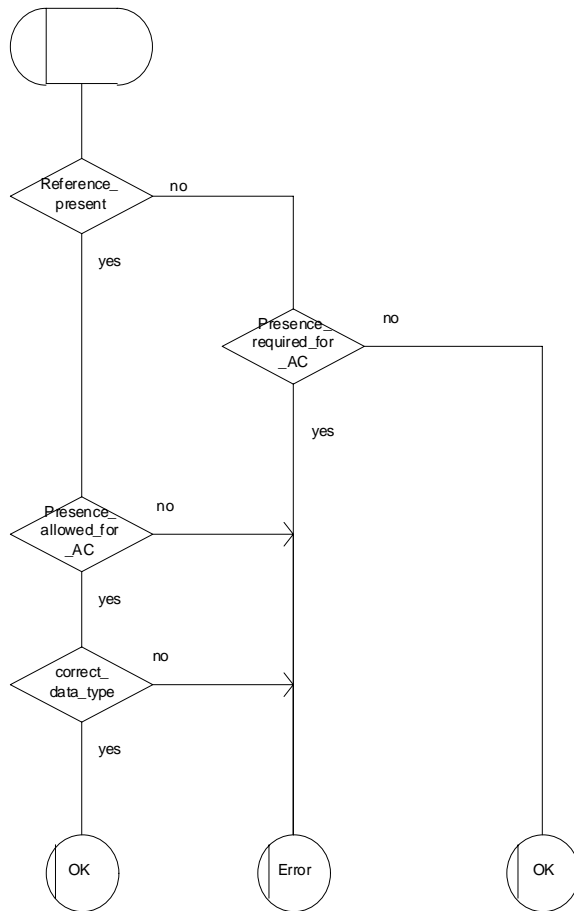 Reference_
present
no
yes
Presence_
required_for
_AC
no
yes
Presence_
allowed_for
_AC
no
yes
correct_
data_type
no
yes
OK
Error
OK